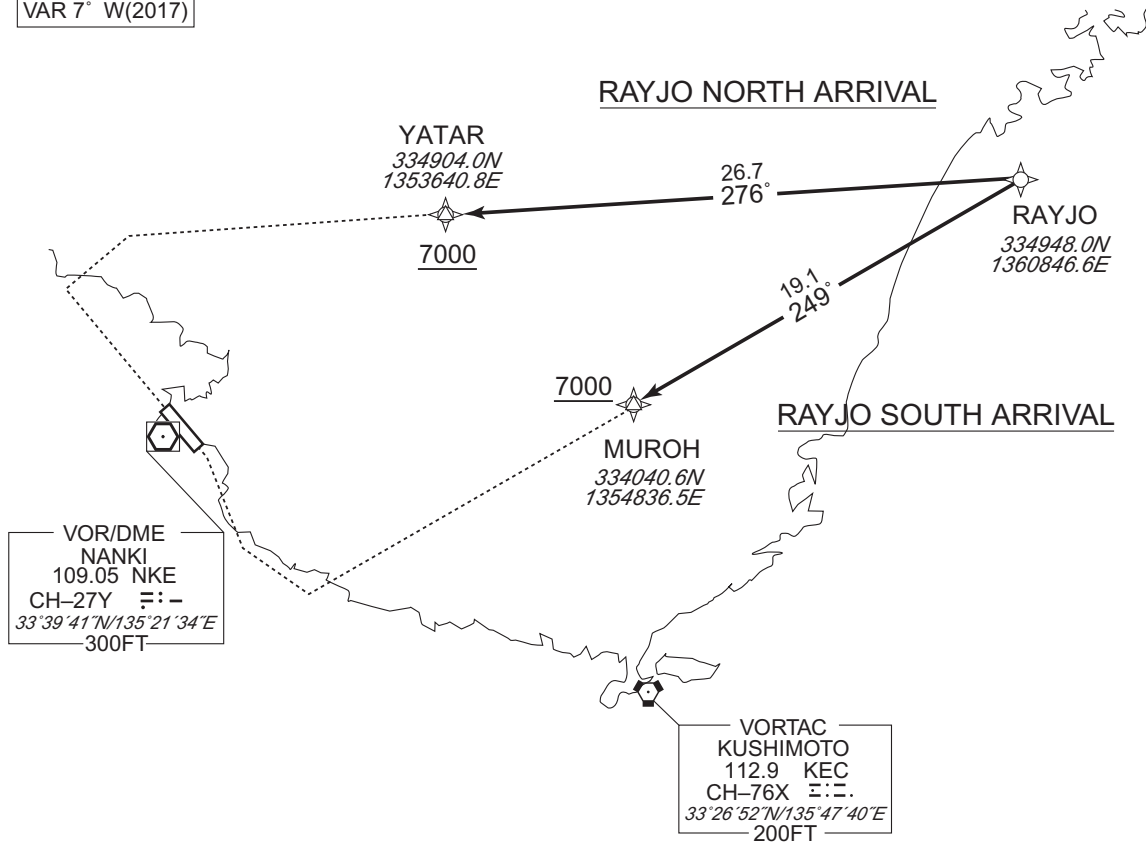 VAR 7° W(2017)
RAYJO NORTH ARRIVAL
YATAR
334904.0N
1353640.8E
7000
26.7
276°
RAYJO
334948.0N
1360846.6E
19.1
249°
7000
MUROH
334040.6N
1354836.5E
RAYJO SOUTH ARRIVAL
VOR/DME
NANKI
109.05 NKE
CH–27Y
33°39′41″N/135°21′34″E
300FT
VORTAC
KUSHIMOTO
112.9 KEC
CH–76X
33°26′52″N/135°47′40″E
200FT